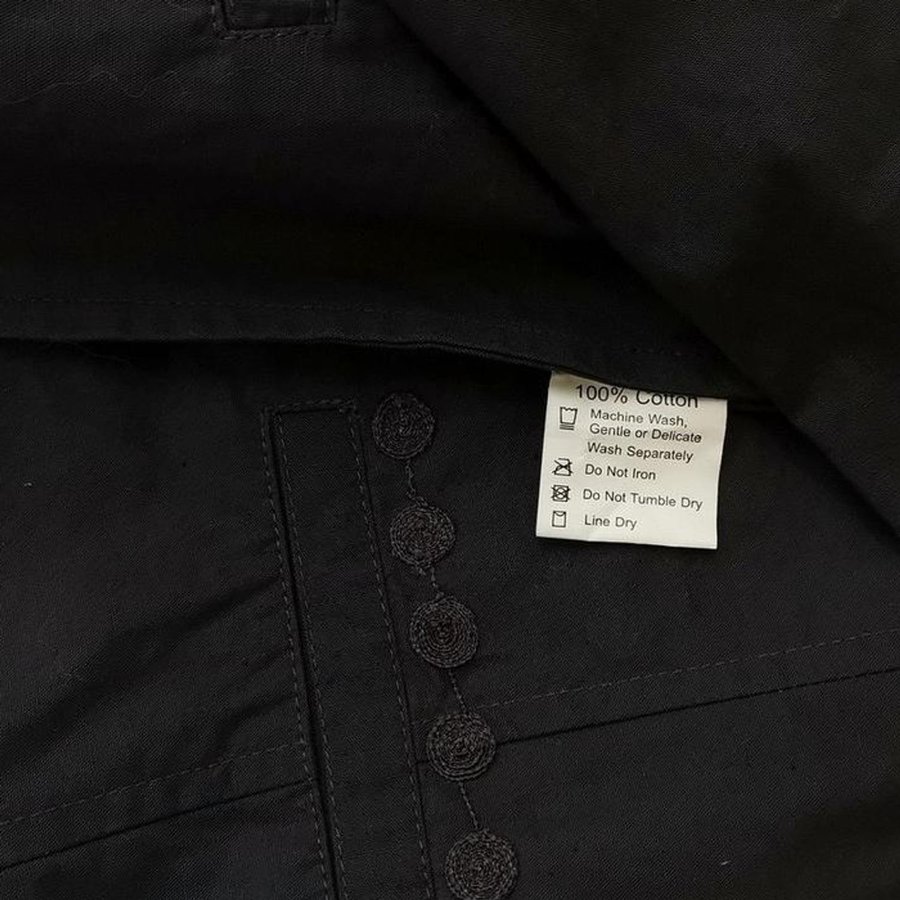 100% Cotton
Machine Wash,
Gentle or Delicate
Wash Separately
Do Not Iron
Do Not Tumble Dry
Line Dry